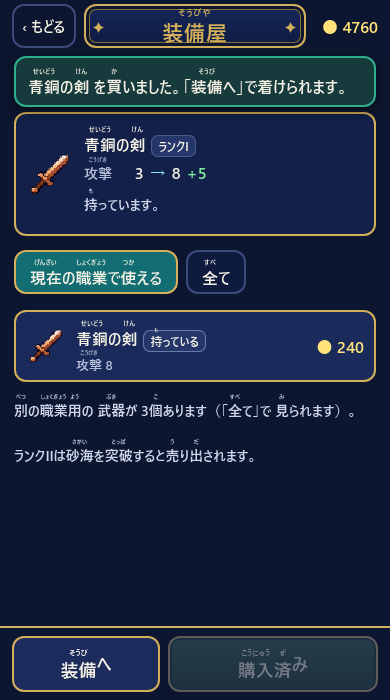 ‹ もどる
そうびや
装備屋
4760
せいどう けん か そうび
青銅の剣 を買いました。「装備へ」で着けられます。
せいどう けん
青銅の剣 ランクI
こうげき
攻撃 3 → 8 +5
も
持っています。
げんざい しょくぎょう つか
現在の職業で使える
すべ
全て
せいどう けん も
青銅の剣 持っている
こうげき
攻撃 8
240
べつ しょくぎょう よう ぶき こ すべ み
別の職業用の 武器が 3個あります（「全て」で 見られます）。
さかい とっぱ う だ
ランクIIは砂海を突破すると売り出されます。
そうび
装備へ
こうにゅう ず
購入済み